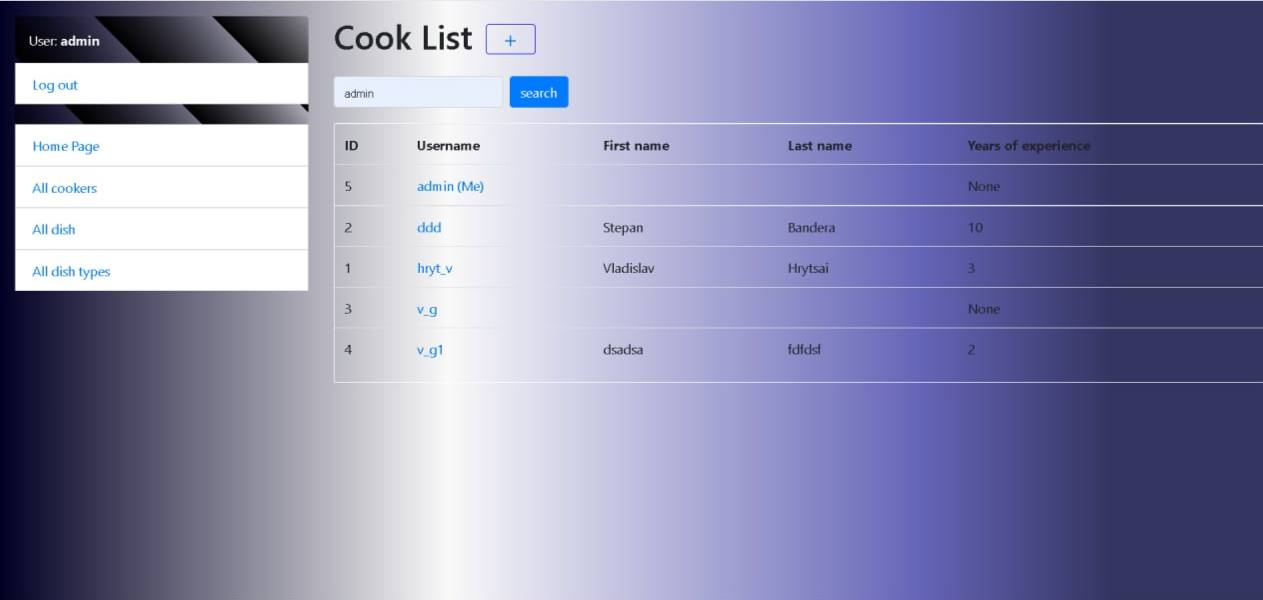 User: admin
Log out
Home Page
All cookers
All dish
All dish types
Cook List +
admin search
ID Username First name Last name Years of experience
5 admin (Me) None
2 ddd Stepan Bandera 10
1 hryt_v Vladislav Hrytsai 3
3 v_g None
4 v_g1 dsadsa fdfdsf 2